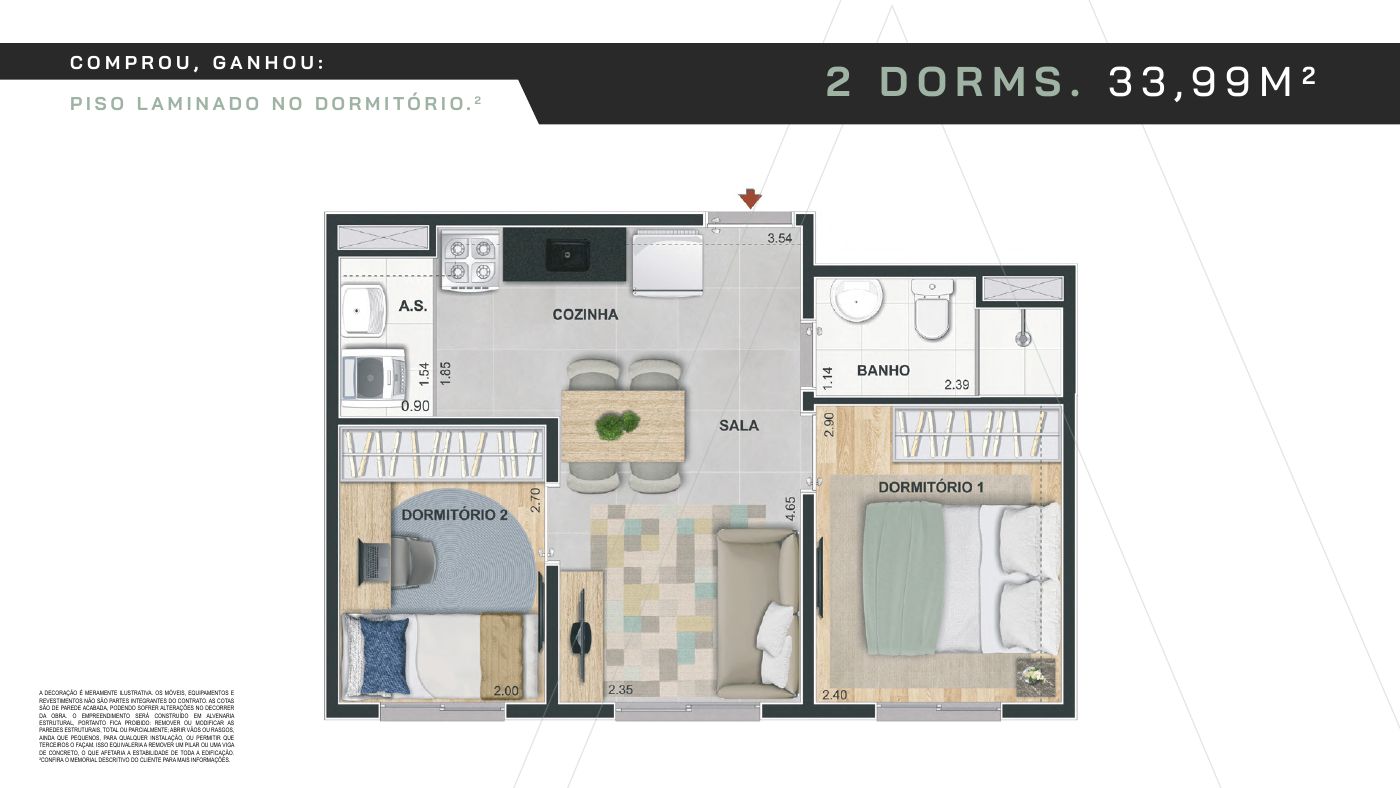 COMPROU, GANHOU:
PISO LAMINADO NO DORMITÓRIO.²
2 DORMS. 33,99M²
3.54
A.S.
COZINHA
1.54
1.85
0.90
BANHO
1.14
2.39
SALA
2.90
DORMITÓRIO 1
2.70
4.65
DORMITÓRIO 2
2.00
2.35
2.40
A DECORAÇÃO É MERAMENTE ILUSTRATIVA. OS MÓVEIS, EQUIPAMENTOS E
REVESTIMENTOS NÃO SÃO PARTES INTEGRANTES DO CONTRATO. AS COTAS
SÃO DE PAREDE ACABADA, PODENDO SOFRER ALTERAÇÕES NO DECORRER
DA OBRA. O EMPREENDIMENTO SERÁ CONSTRUÍDO EM ALVENARIA
ESTRUTURAL, PORTANTO FICA PROIBIDO: REMOVER OU MODIFICAR AS
PAREDES ESTRUTURAIS, TOTAL OU PARCIALMENTE; ABRIR VÃOS OU RASGOS,
AINDA QUE PEQUENOS, PARA QUALQUER INSTALAÇÃO, OU PERMITIR QUE
TERCEIROS O FAÇAM, ISSO EQUIVALERIA A REMOVER UM PILAR OU UMA VIGA
DE CONCRETO, O QUE AFETARIA A ESTABILIDADE DE TODA A EDIFICAÇÃO.
²CONFIRA O MEMORIAL DESCRITIVO DO CLIENTE PARA MAIS INFORMAÇÕES.